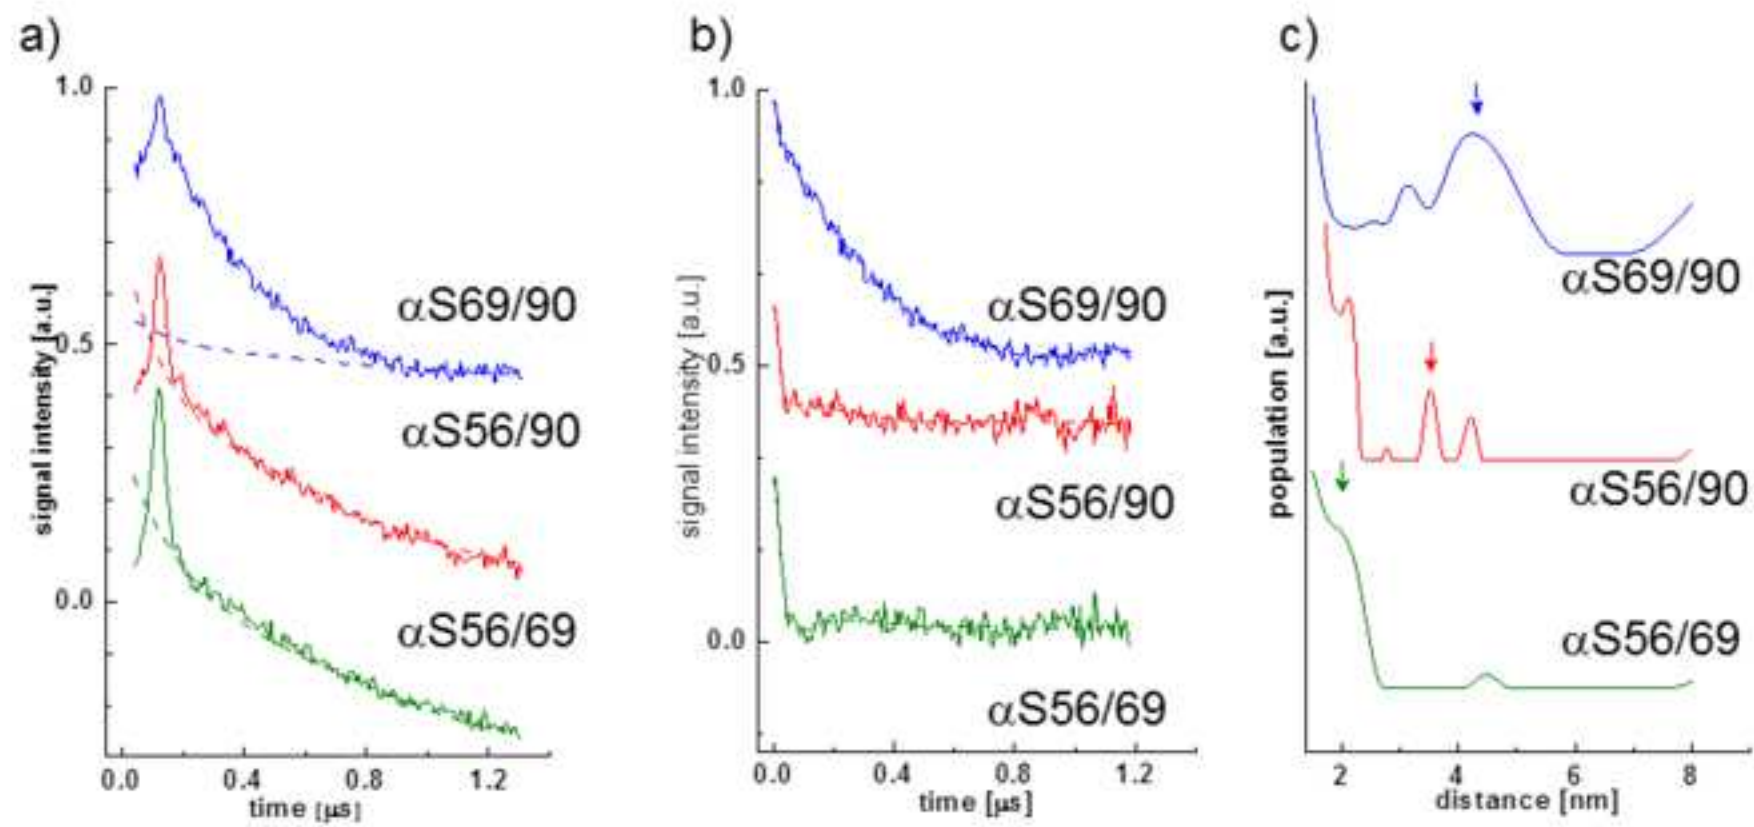 a)
1.0
0.5
0.0
signal intensity [a.u.]
αS69/90
αS56/90
αS56/69
0.0 0.4 0.8 1.2
time [μs]
b)
1.0
0.5
0.0
signal intensity [a.u.]
αS69/90
αS56/90
αS56/69
0.0 0.4 0.8 1.2
time [μs]
c)
population [a.u.]
αS69/90
αS56/90
αS56/69
2 4 6 8
distance [nm]